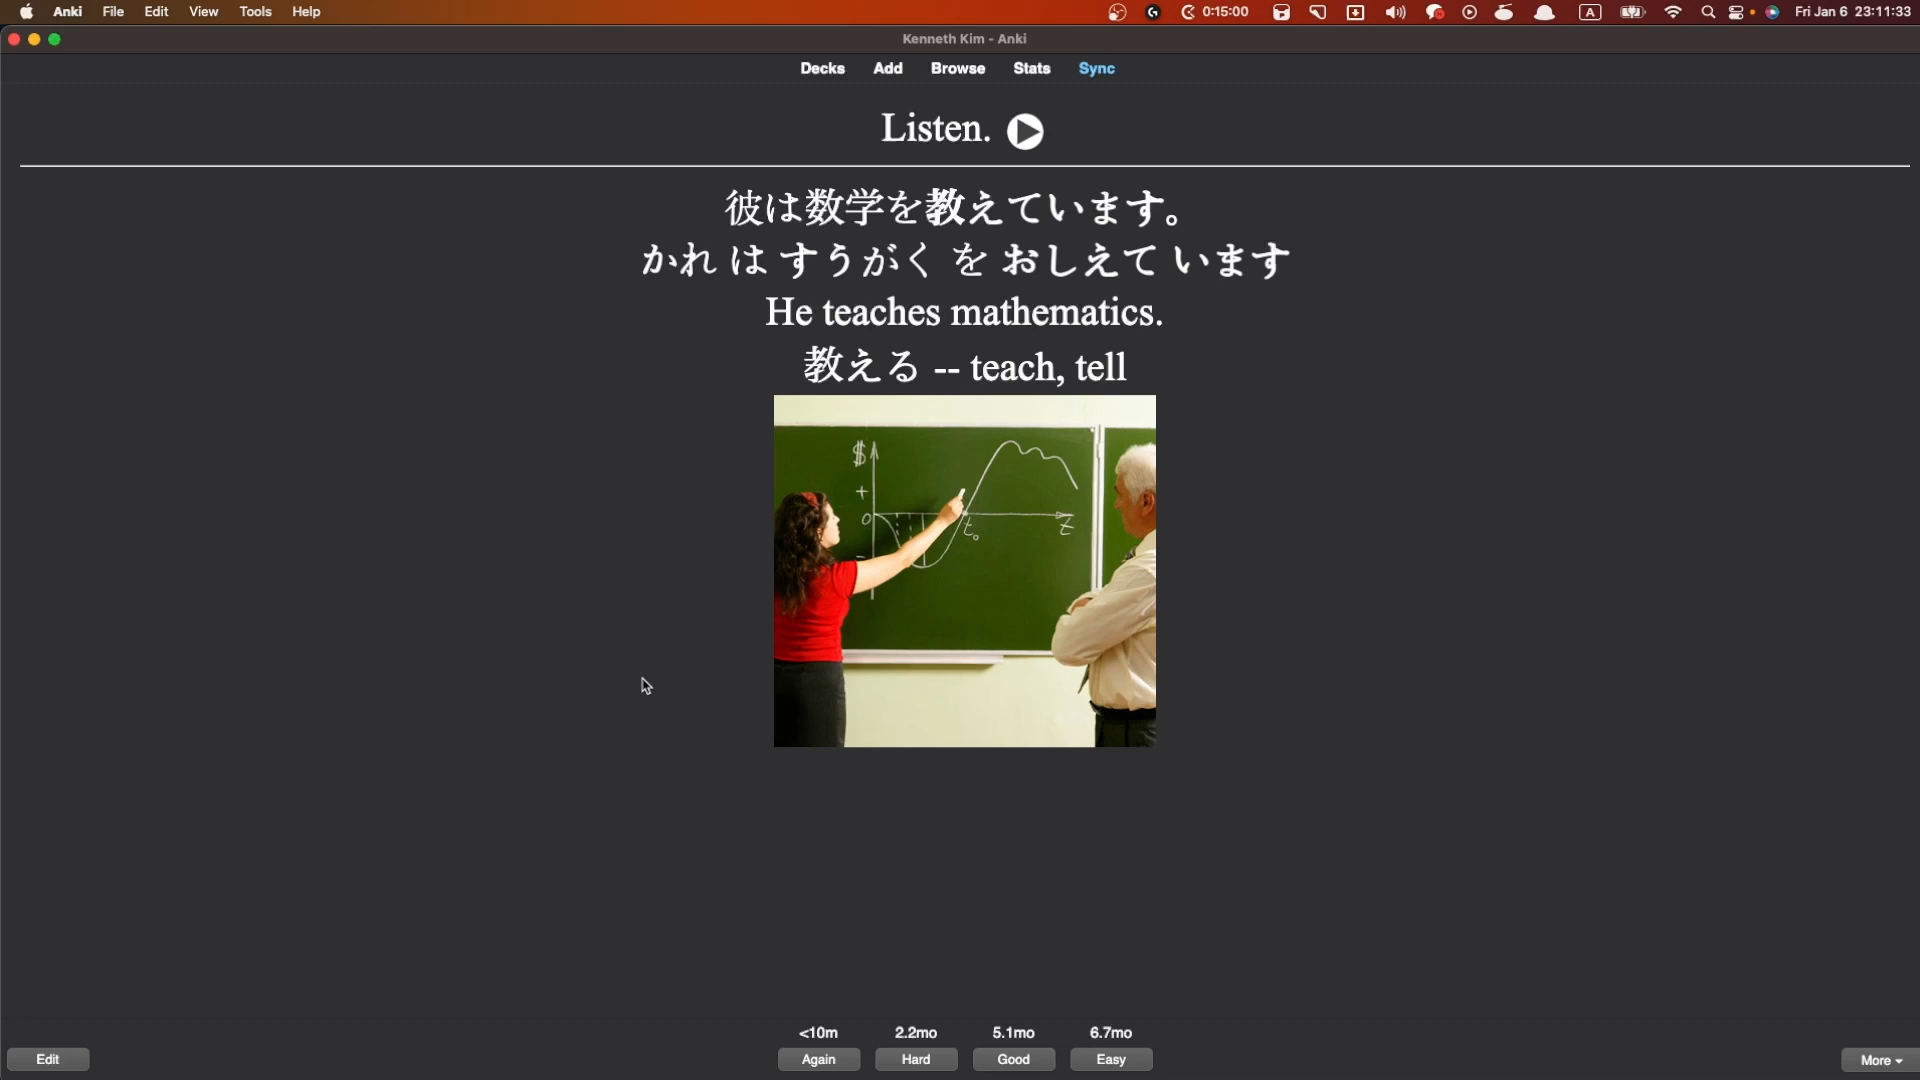 Anki File Edit View Tools Help 0:15:00 A Fri Jan 6 23:11:33
Kenneth Kim - Anki
Decks Add Browse Stats Sync
Listen.
彼は数学を教えています。
かれ は すうがく を おしえて います
He teaches mathematics.
教える -- teach, tell
$
+
0
t₀
t
-
<10m 2.2mo 5.1mo 6.7mo
Edit Again Hard Good Easy More